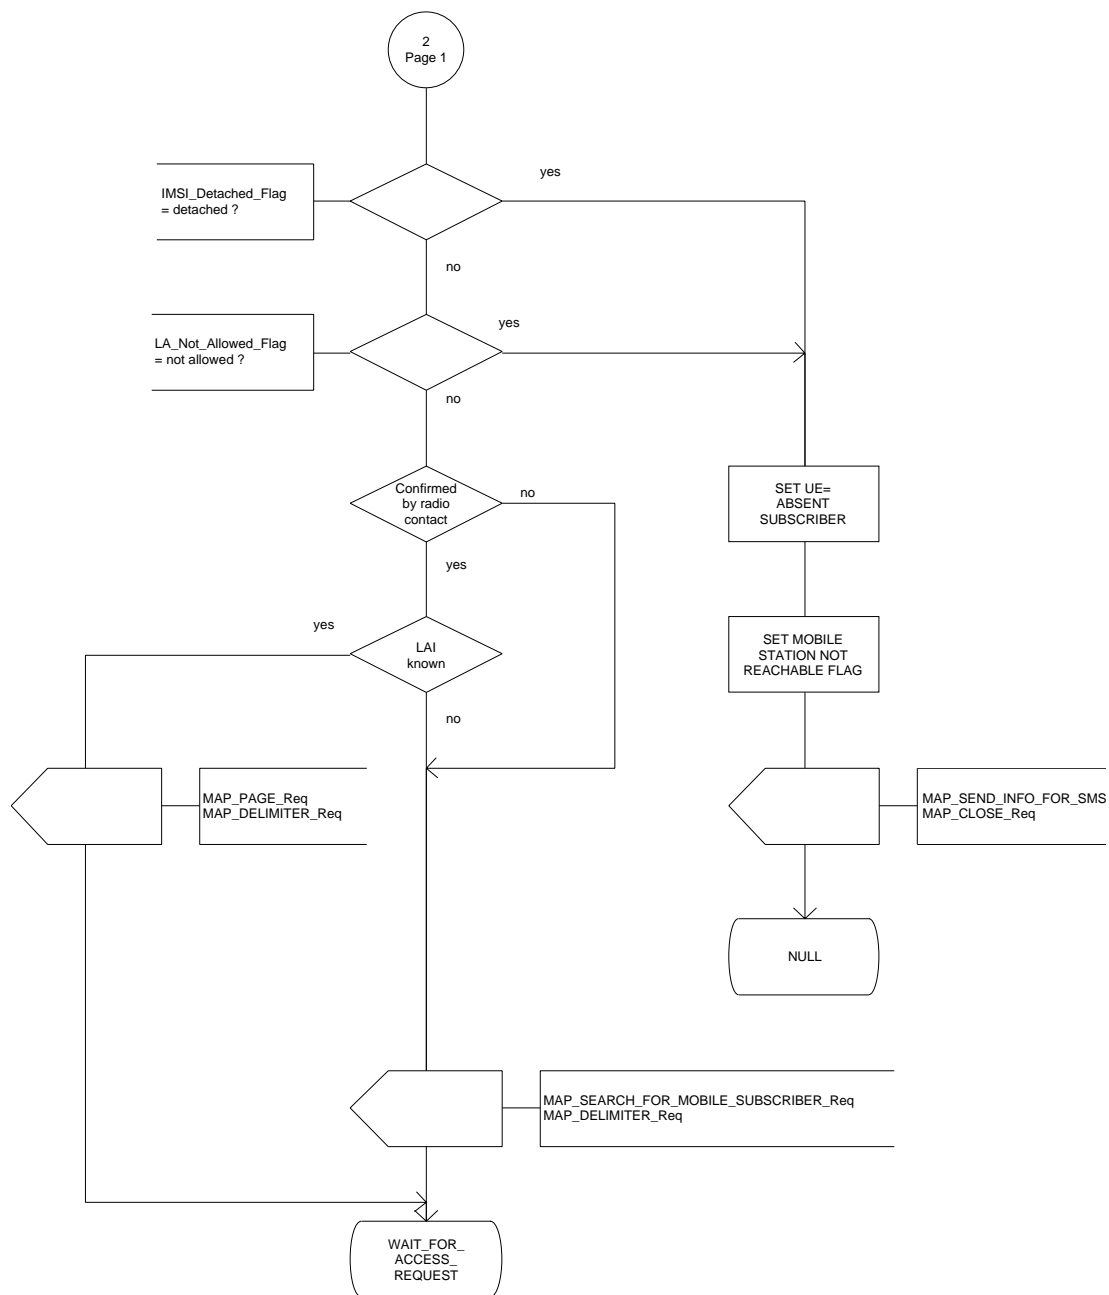 2
Page 1
yes
IMSI_Detached_Flag
= detached ?
no
yes
LA_Not_Allowed_Flag
= not allowed ?
no
Confirmed
by radio
contact
no
SET UE=
ABSENT
SUBSCRIBER
yes
yes
LAI
known
SET MOBILE
STATION NOT
REACHABLE FLAG
no
MAP_PAGE_Req
MAP_DELIMITER_Req
MAP_SEND_INFO_FOR_SMS
MAP_CLOSE_Req
NULL
MAP_SEARCH_FOR_MOBILE_SUBSCRIBER_Req
MAP_DELIMITER_Req
WAIT_FOR_
ACCESS_
REQUEST